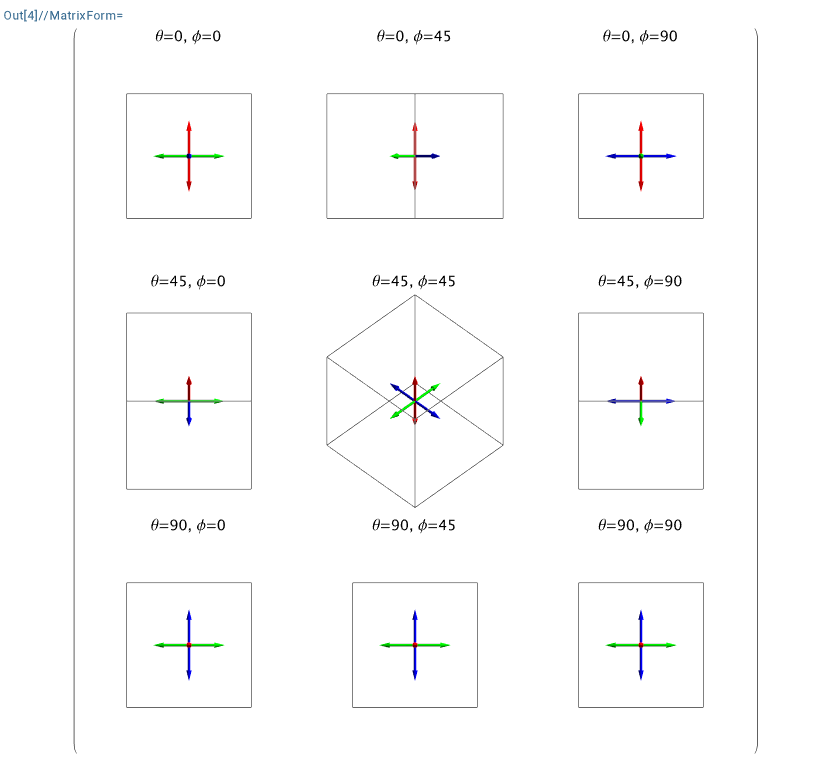 Out[4]//MatrixForm=
θ=0, ϕ=0
θ=0, ϕ=45
θ=0, ϕ=90
θ=45, ϕ=0
θ=45, ϕ=45
θ=45, ϕ=90
θ=90, ϕ=0
θ=90, ϕ=45
θ=90, ϕ=90